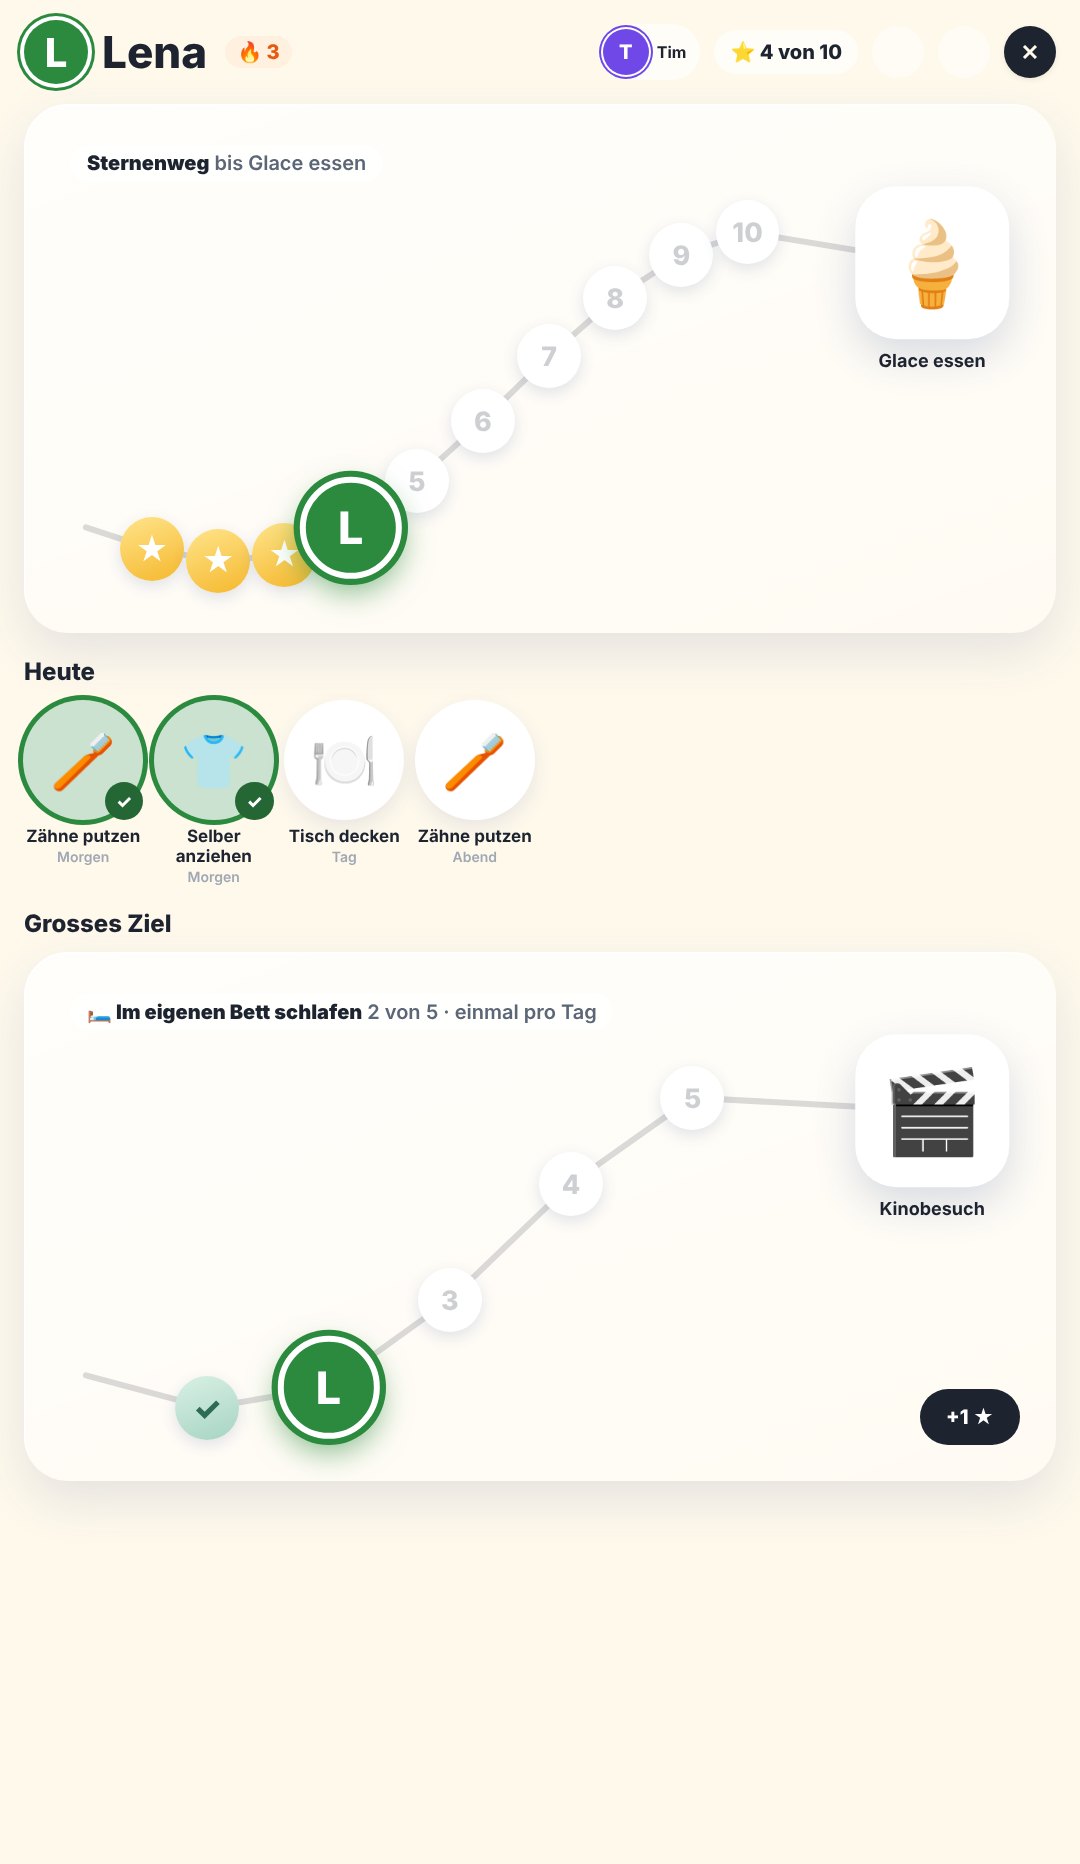 L Lena 🔥 3 T Tim ⭐ 4 von 10 ✕
Sternenweg bis Glace essen
10
9
8
7
6
5
L
Glace essen
Heute
Zähne putzen
Morgen
Selber
anziehen
Morgen
Tisch decken
Tag
Zähne putzen
Abend
Grosses Ziel
Im eigenen Bett schlafen 2 von 5 · einmal pro Tag
5
4
3
L
Kinobesuch
+1 ★